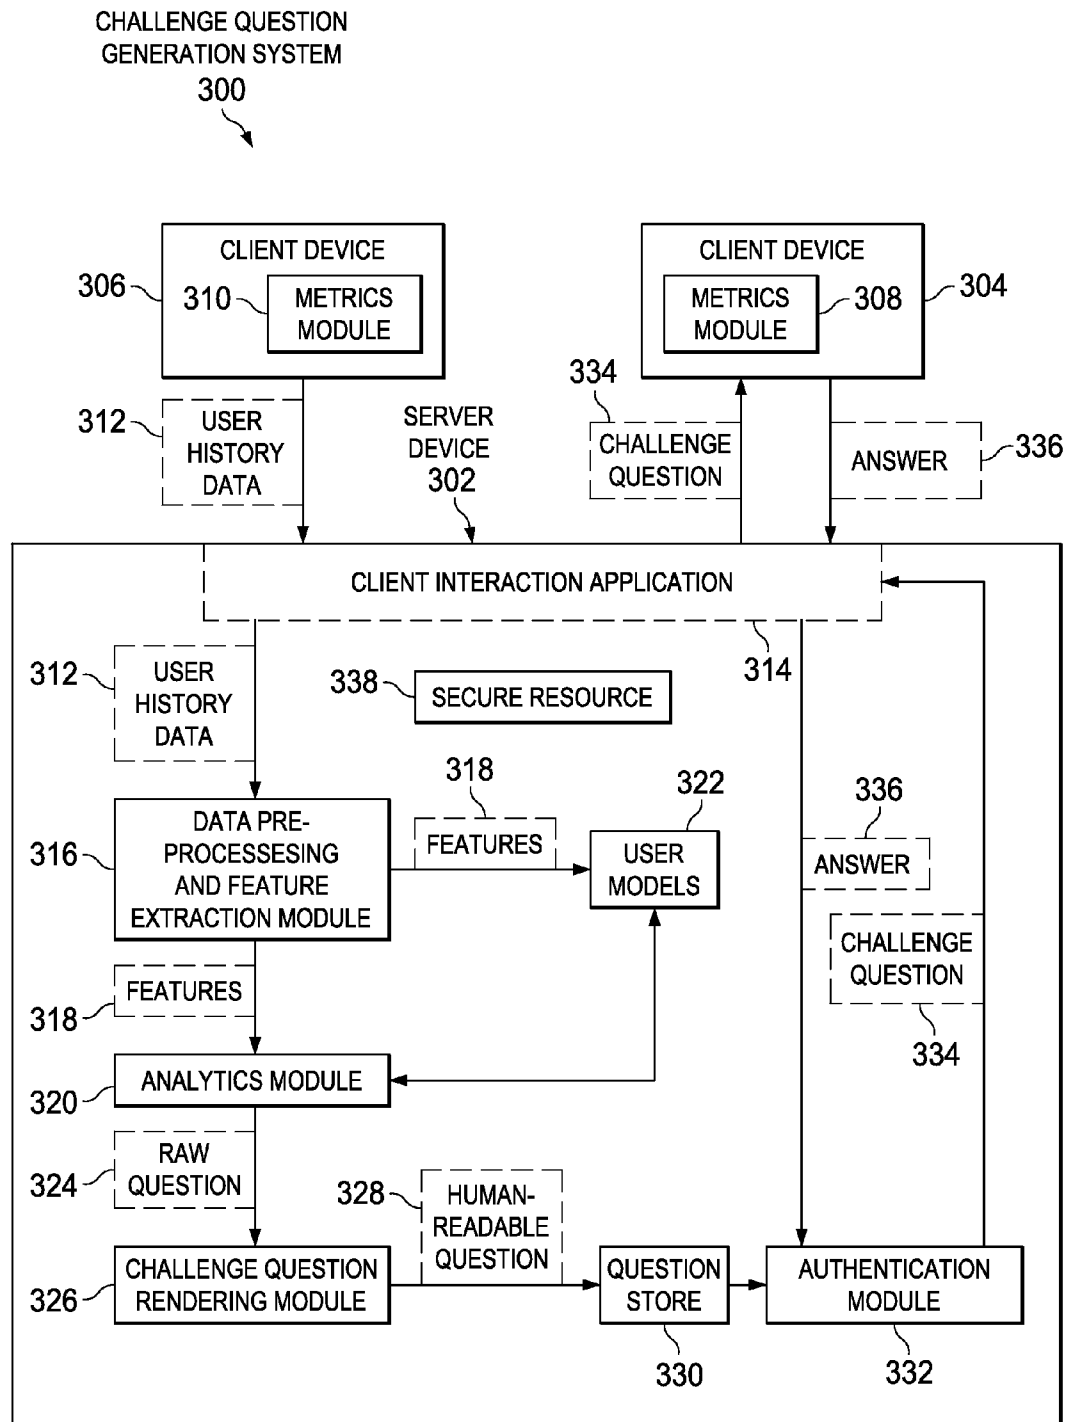 CHALLENGE QUESTION
GENERATION SYSTEM
300
CLIENT DEVICE
306
310
METRICS
MODULE
CLIENT DEVICE
METRICS
MODULE
308
304
312
USER
HISTORY
DATA
SERVER
DEVICE
302
334
CHALLENGE
QUESTION
ANSWER
336
CLIENT INTERACTION APPLICATION
314
312
USER
HISTORY
DATA
338
SECURE RESOURCE
316
DATA PRE-
PROCESSESING
AND FEATURE
EXTRACTION MODULE
318
FEATURES
322
USER
MODELS
336
ANSWER
CHALLENGE
QUESTION
334
318
FEATURES
320
ANALYTICS MODULE
324
RAW
QUESTION
328
HUMAN-
READABLE
QUESTION
326
CHALLENGE QUESTION
RENDERING MODULE
QUESTION
STORE
330
AUTHENTICATION
MODULE
332